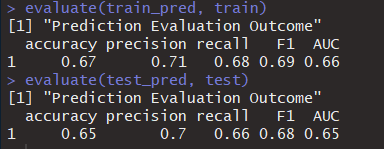 > evaluate(train_pred, train)
[1] "Prediction Evaluation Outcome"
  accuracy precision recall   F1  AUC
1     0.67      0.71   0.68 0.69 0.66
> evaluate(test_pred, test)
[1] "Prediction Evaluation Outcome"
  accuracy precision recall   F1  AUC
1     0.65       0.7   0.66 0.68 0.65